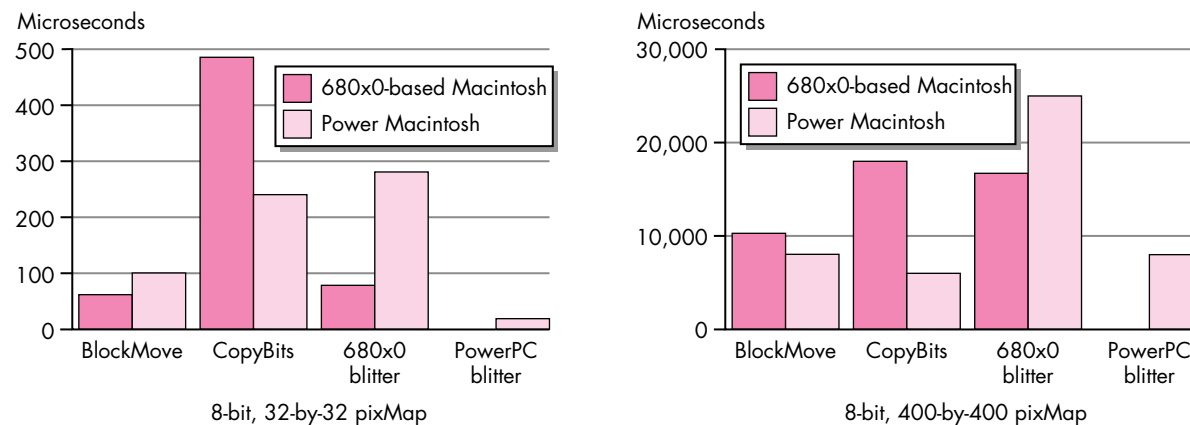 Microseconds
500
400
300
200
100
0
680x0-based Macintosh
Power Macintosh
BlockMove
CopyBits
680x0
blitter
PowerPC
blitter
8-bit, 32-by-32 pixMap
Microseconds
30,000
20,000
10,000
0
680x0-based Macintosh
Power Macintosh
BlockMove
CopyBits
680x0
blitter
PowerPC
blitter
8-bit, 400-by-400 pixMap